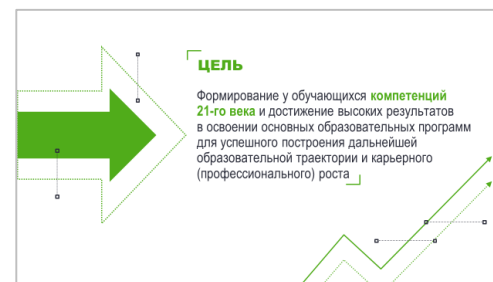 ЦЕЛЬ
Формирование у обучающихся компетенций
21-го века и достижение высоких результатов
в освоении основных образовательных программ
для успешного построения дальнейшей
образовательной траектории и карьерного
(профессионального) роста